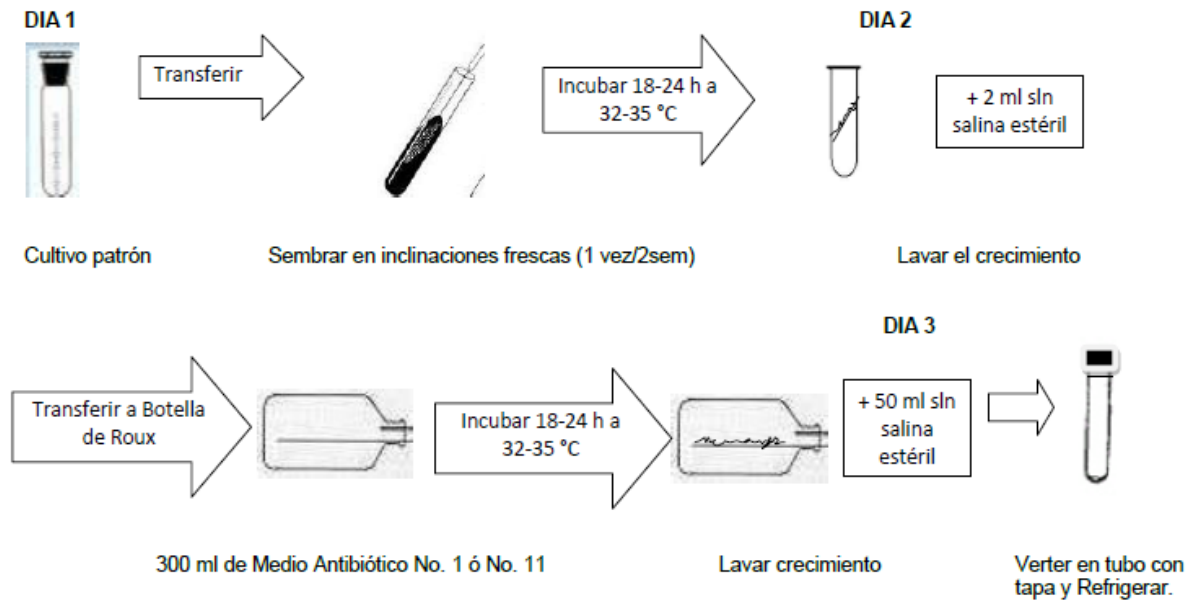 DIA 1
DIA 2
Transferir
Incubar 18-24 h a
32-35 °C
+ 2 ml sln
salina estéril
Cultivo patrón
Sembrar en inclinaciones frescas (1 vez/2sem)
Lavar el crecimiento
DIA 3
Transferir a Botella
de Roux
Incubar 18-24 h a
32-35 °C
+ 50 ml sln
salina
estéril
300 ml de Medio Antibiótico No. 1 ó No. 11
Lavar crecimiento
Verter en tubo con
tapa y Refrigerar.